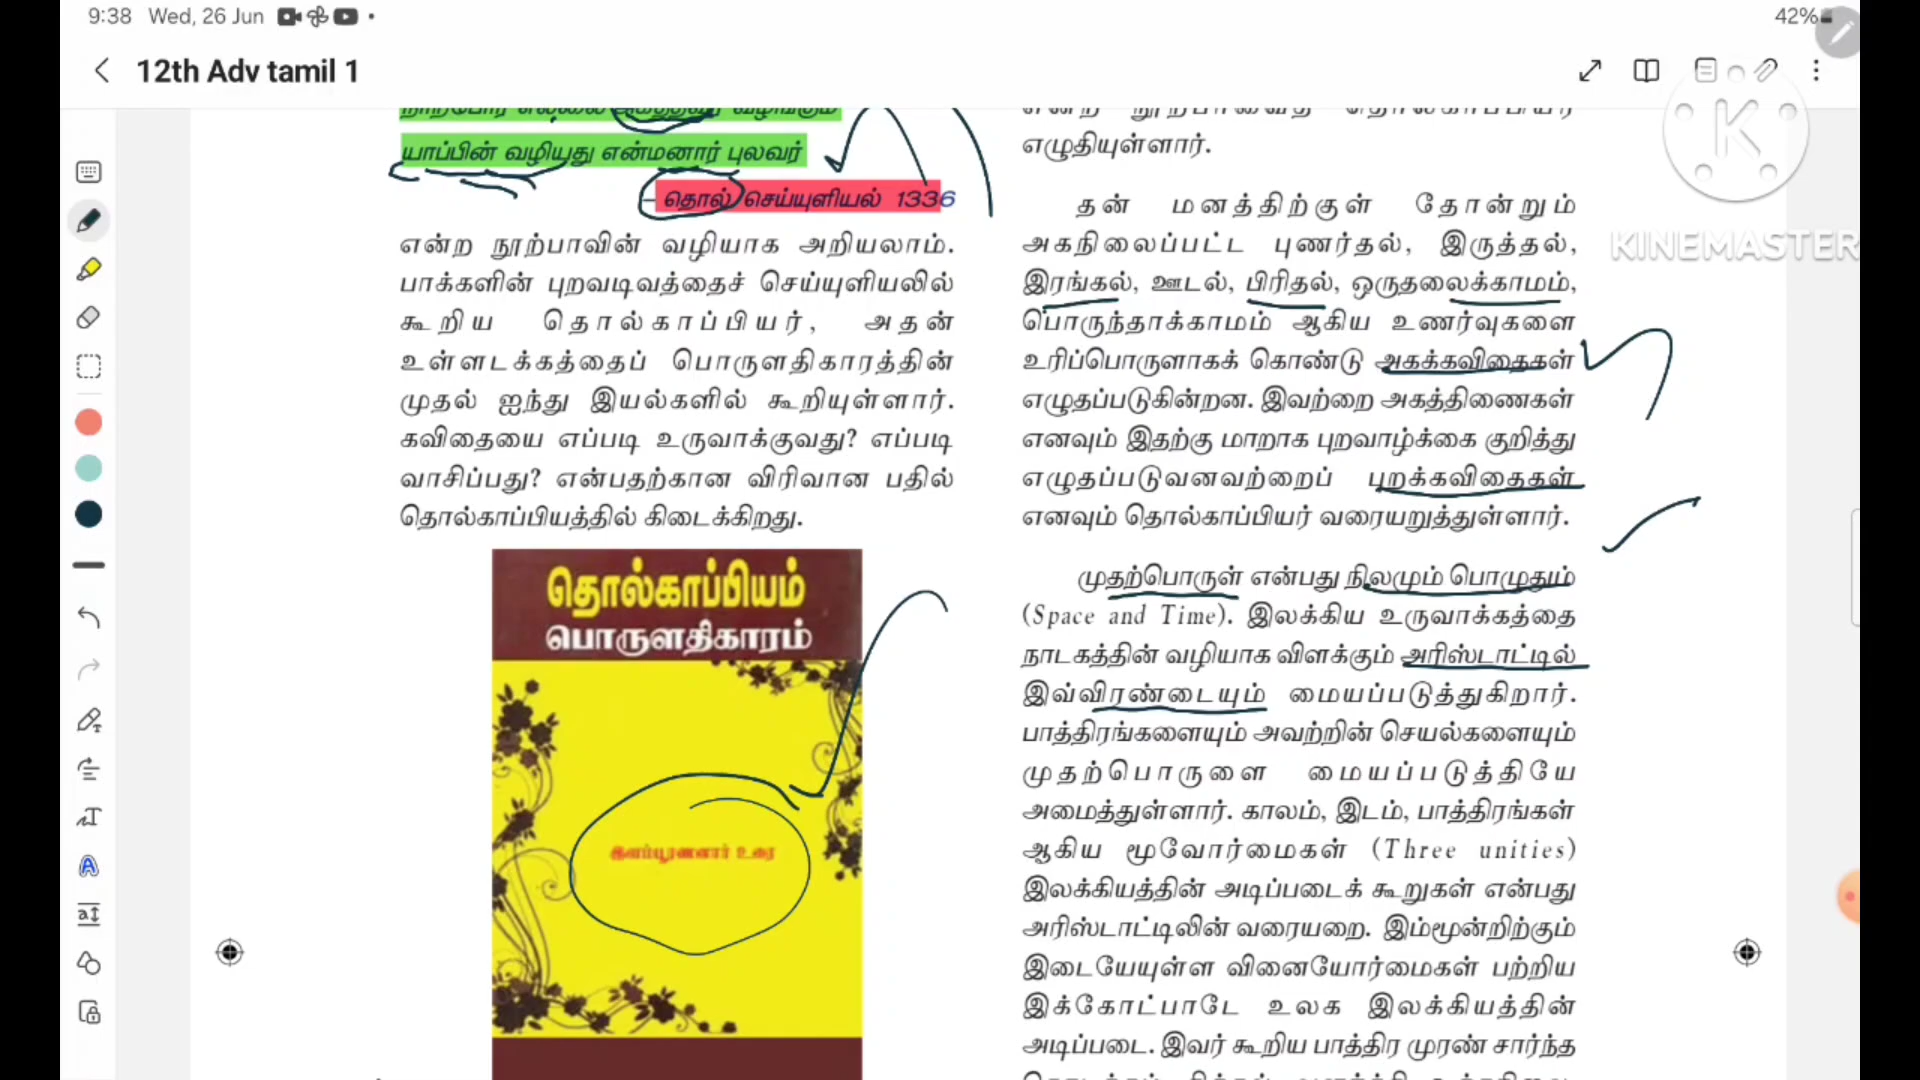 9:38 Wed, 26 Jun
42%
12th Adv tamil 1
KINEMASTER
K
யாப்பின் வழியது என்மனார் புலவர்
– தொல் செய்யுளியல் 1336
என்ற நூற்பாவின் வழியாக அறியலாம்.
பாக்களின் புறவடிவத்தைச் செய்யுளியலில்
கூறிய தொல்காப்பியர், அதன்
உள்ளடக்கத்தைப் பொருளதிகாரத்தின்
முதல் ஐந்து இயல்களில் கூறியுள்ளார்.
கவிதையை எப்படி உருவாக்குவது? எப்படி
வாசிப்பது? என்பதற்கான விரிவான பதில்
தொல்காப்பியத்தில் கிடைக்கிறது.
தொல்காப்பியம்
பொருளதிகாரம்
இளம்பூரணனார் உரை
என்ற நூற்பாவைத் தொல்காப்பியர்
எழுதியுள்ளார்.
தன் மனத்திற்குள் தோன்றும்
அகநிலைப்பட்ட புணர்தல், இருத்தல்,
இரங்கல், ஊடல், பிரிதல், ஒருதலைக்காமம்,
பொருந்தாக்காமம் ஆகிய உணர்வுகளை
உரிப்பொருளாகக் கொண்டு அகக்கவிதைகள்
எழுதப்படுகின்றன. இவற்றை அகத்திணைகள்
எனவும் இதற்கு மாறாக புறவாழ்க்கை குறித்து
எழுதப்படுவனவற்றைப் புறக்கவிதைகள்
எனவும் தொல்காப்பியர் வரையறுத்துள்ளார்.
முதற்பொருள் என்பது நிலமும் பொழுதும்
(Space and Time). இலக்கிய உருவாக்கத்தை
நாடகத்தின் வழியாக விளக்கும் அரிஸ்டாட்டில்
இவ்விரண்டையும் மையப்படுத்துகிறார்.
பாத்திரங்களையும் அவற்றின் செயல்களையும்
முதற்பொருளை மையப்படுத்தியே
அமைத்துள்ளார். காலம், இடம், பாத்திரங்கள்
ஆகிய மூவோர்மைகள் (Three unities)
இலக்கியத்தின் அடிப்படைக் கூறுகள் என்பது
அரிஸ்டாட்டிலின் வரையறை. இம்மூன்றிற்கும்
இடையேயுள்ள வினையோர்மைகள் பற்றிய
இக்கோட்பாடே உலக இலக்கியத்தின்
அடிப்படை. இவர் கூறிய பாத்திர முரண் சார்ந்த